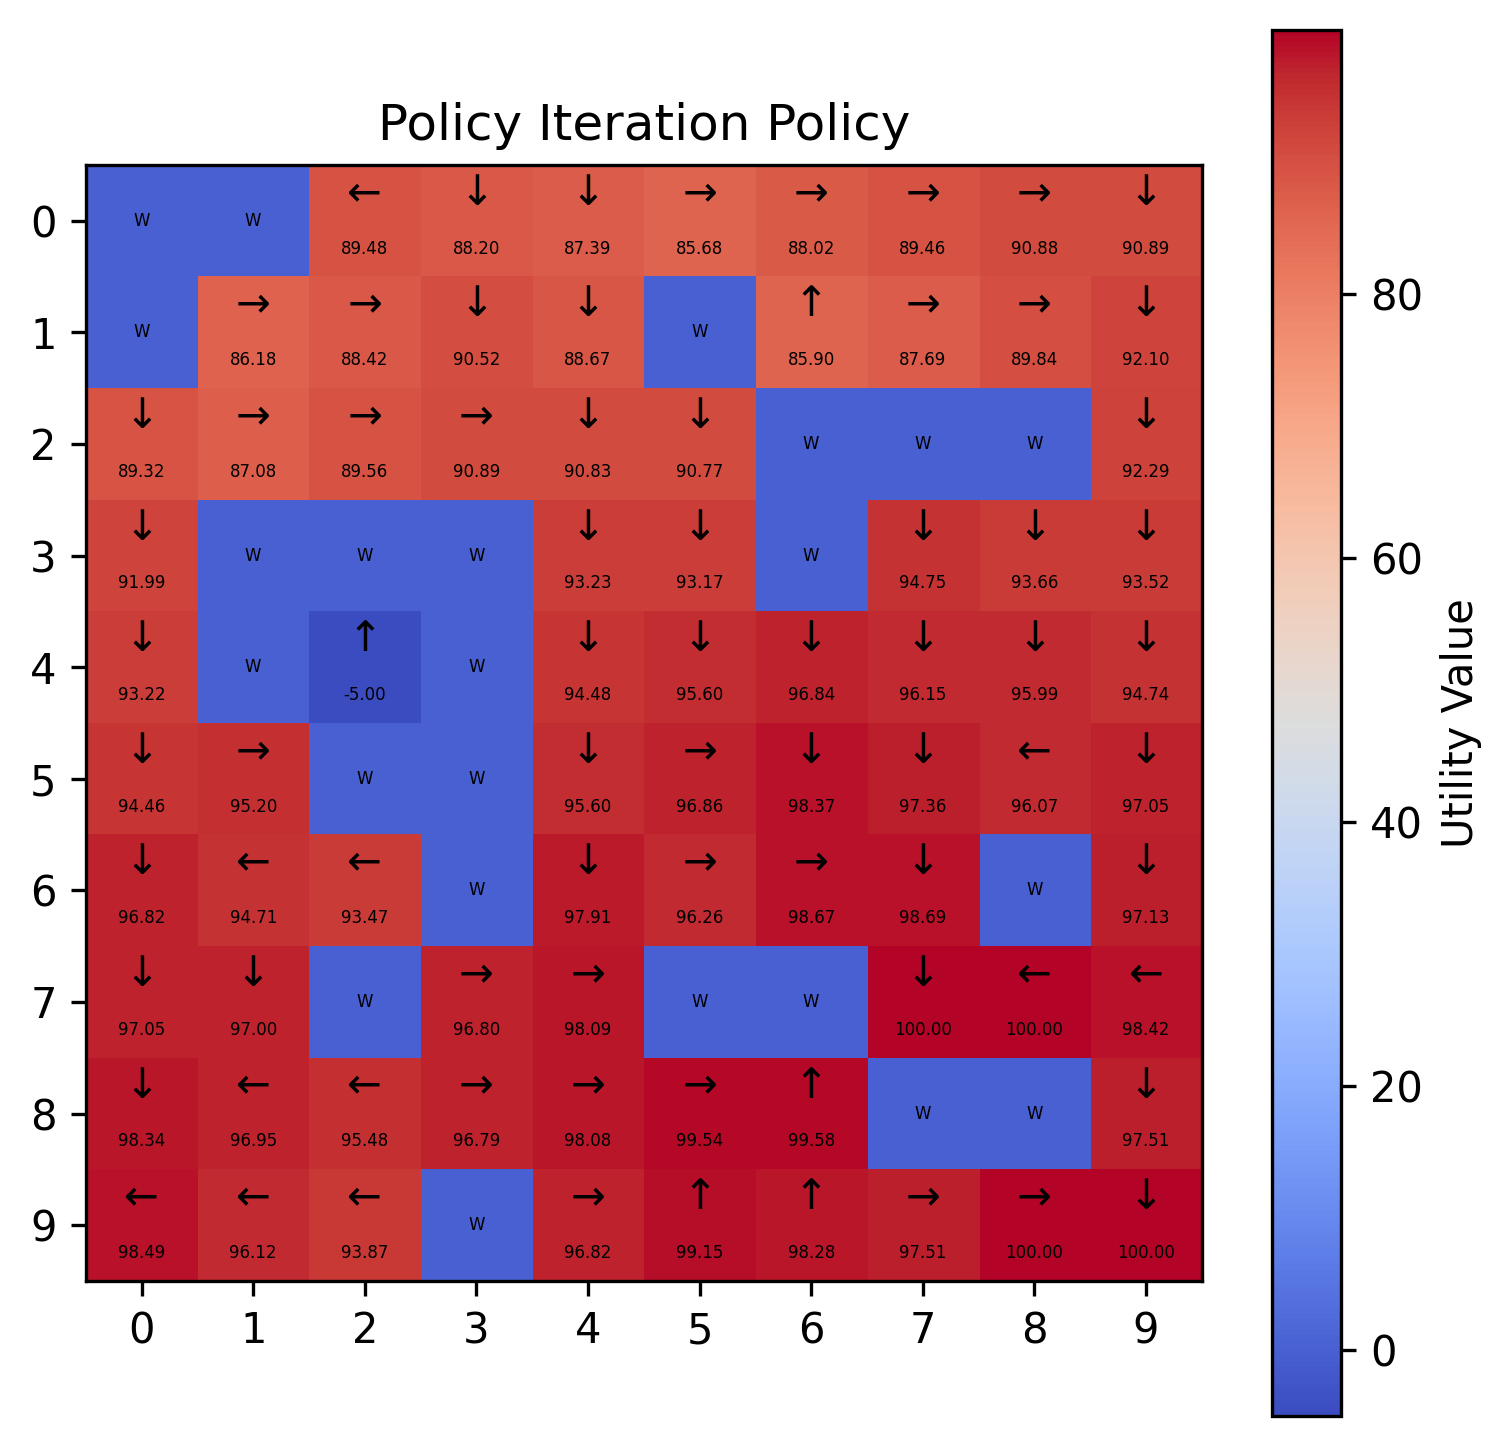 Policy Iteration Policy
0 W W ← ↓ ↓ → → → → ↓
89.48 88.20 87.39 85.68 88.02 89.46 90.88 90.89
1 W → → ↓ ↓ W ↑ → → ↓
86.18 88.42 90.52 88.67 85.90 87.69 89.84 92.10
2 ↓ → → → ↓ ↓ W W W ↓
89.32 87.08 89.56 90.89 90.83 90.77 92.29
3 ↓ W W W ↓ ↓ W ↓ ↓ ↓
91.99 93.23 93.17 94.75 93.66 93.52
4 ↓ W ↑ W ↓ ↓ ↓ ↓ ↓ ↓
93.22 -5.00 94.48 95.60 96.84 96.15 95.99 94.74
5 ↓ → W W ↓ → ↓ ↓ ← ↓
94.46 95.20 95.60 96.86 98.37 97.36 96.07 97.05
6 ↓ ← ← W ↓ → → ↓ W ↓
96.82 94.71 93.47 97.91 96.26 98.67 98.69 97.13
7 ↓ ↓ W → → W W ↓ ← ←
97.05 97.00 96.80 98.09 100.00 100.00 98.42
8 ↓ ← ← → → → ↑ W W ↓
98.34 96.95 95.48 96.79 98.08 99.54 99.58 97.51
9 ← ← ← W → ↑ ↑ → → ↓
98.49 96.12 93.87 96.82 99.15 98.28 97.51 100.00 100.00
0 1 2 3 4 5 6 7 8 9
80
60
40
20
0
Utility Value